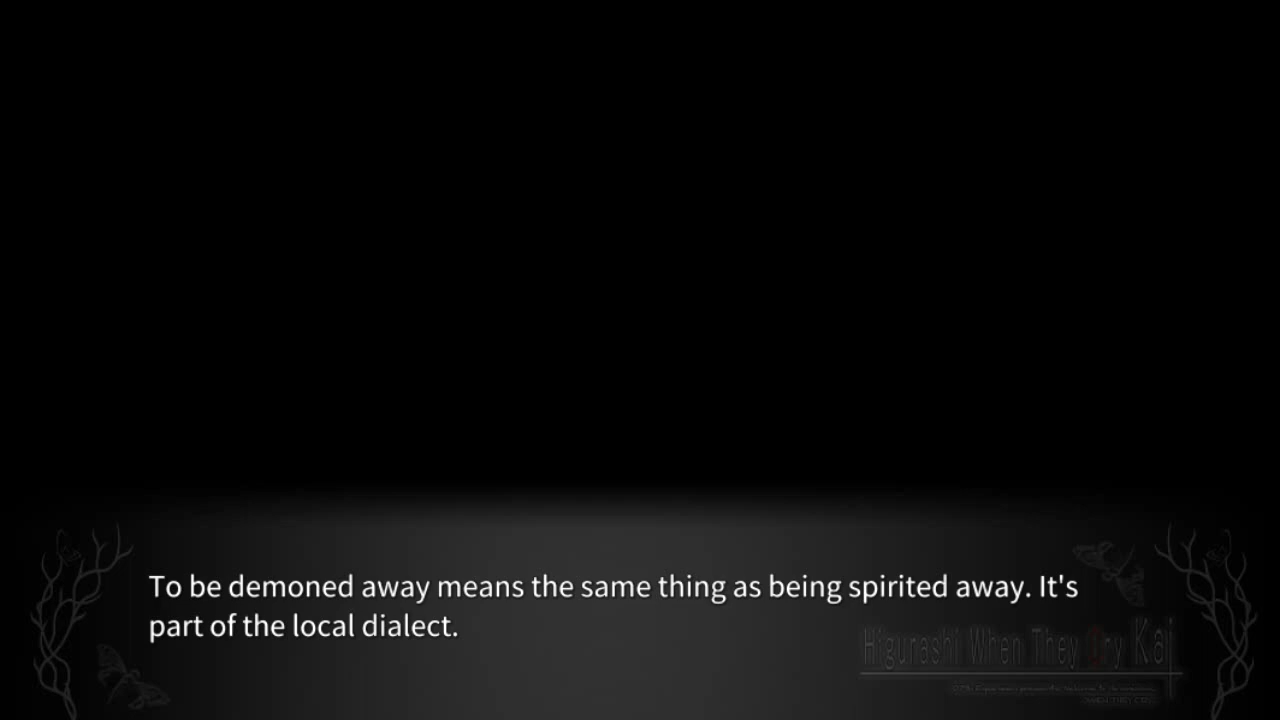 To be demoned away means the same thing as being spirited away. It's
part of the local dialect.
Higurashi When They Cry Kai